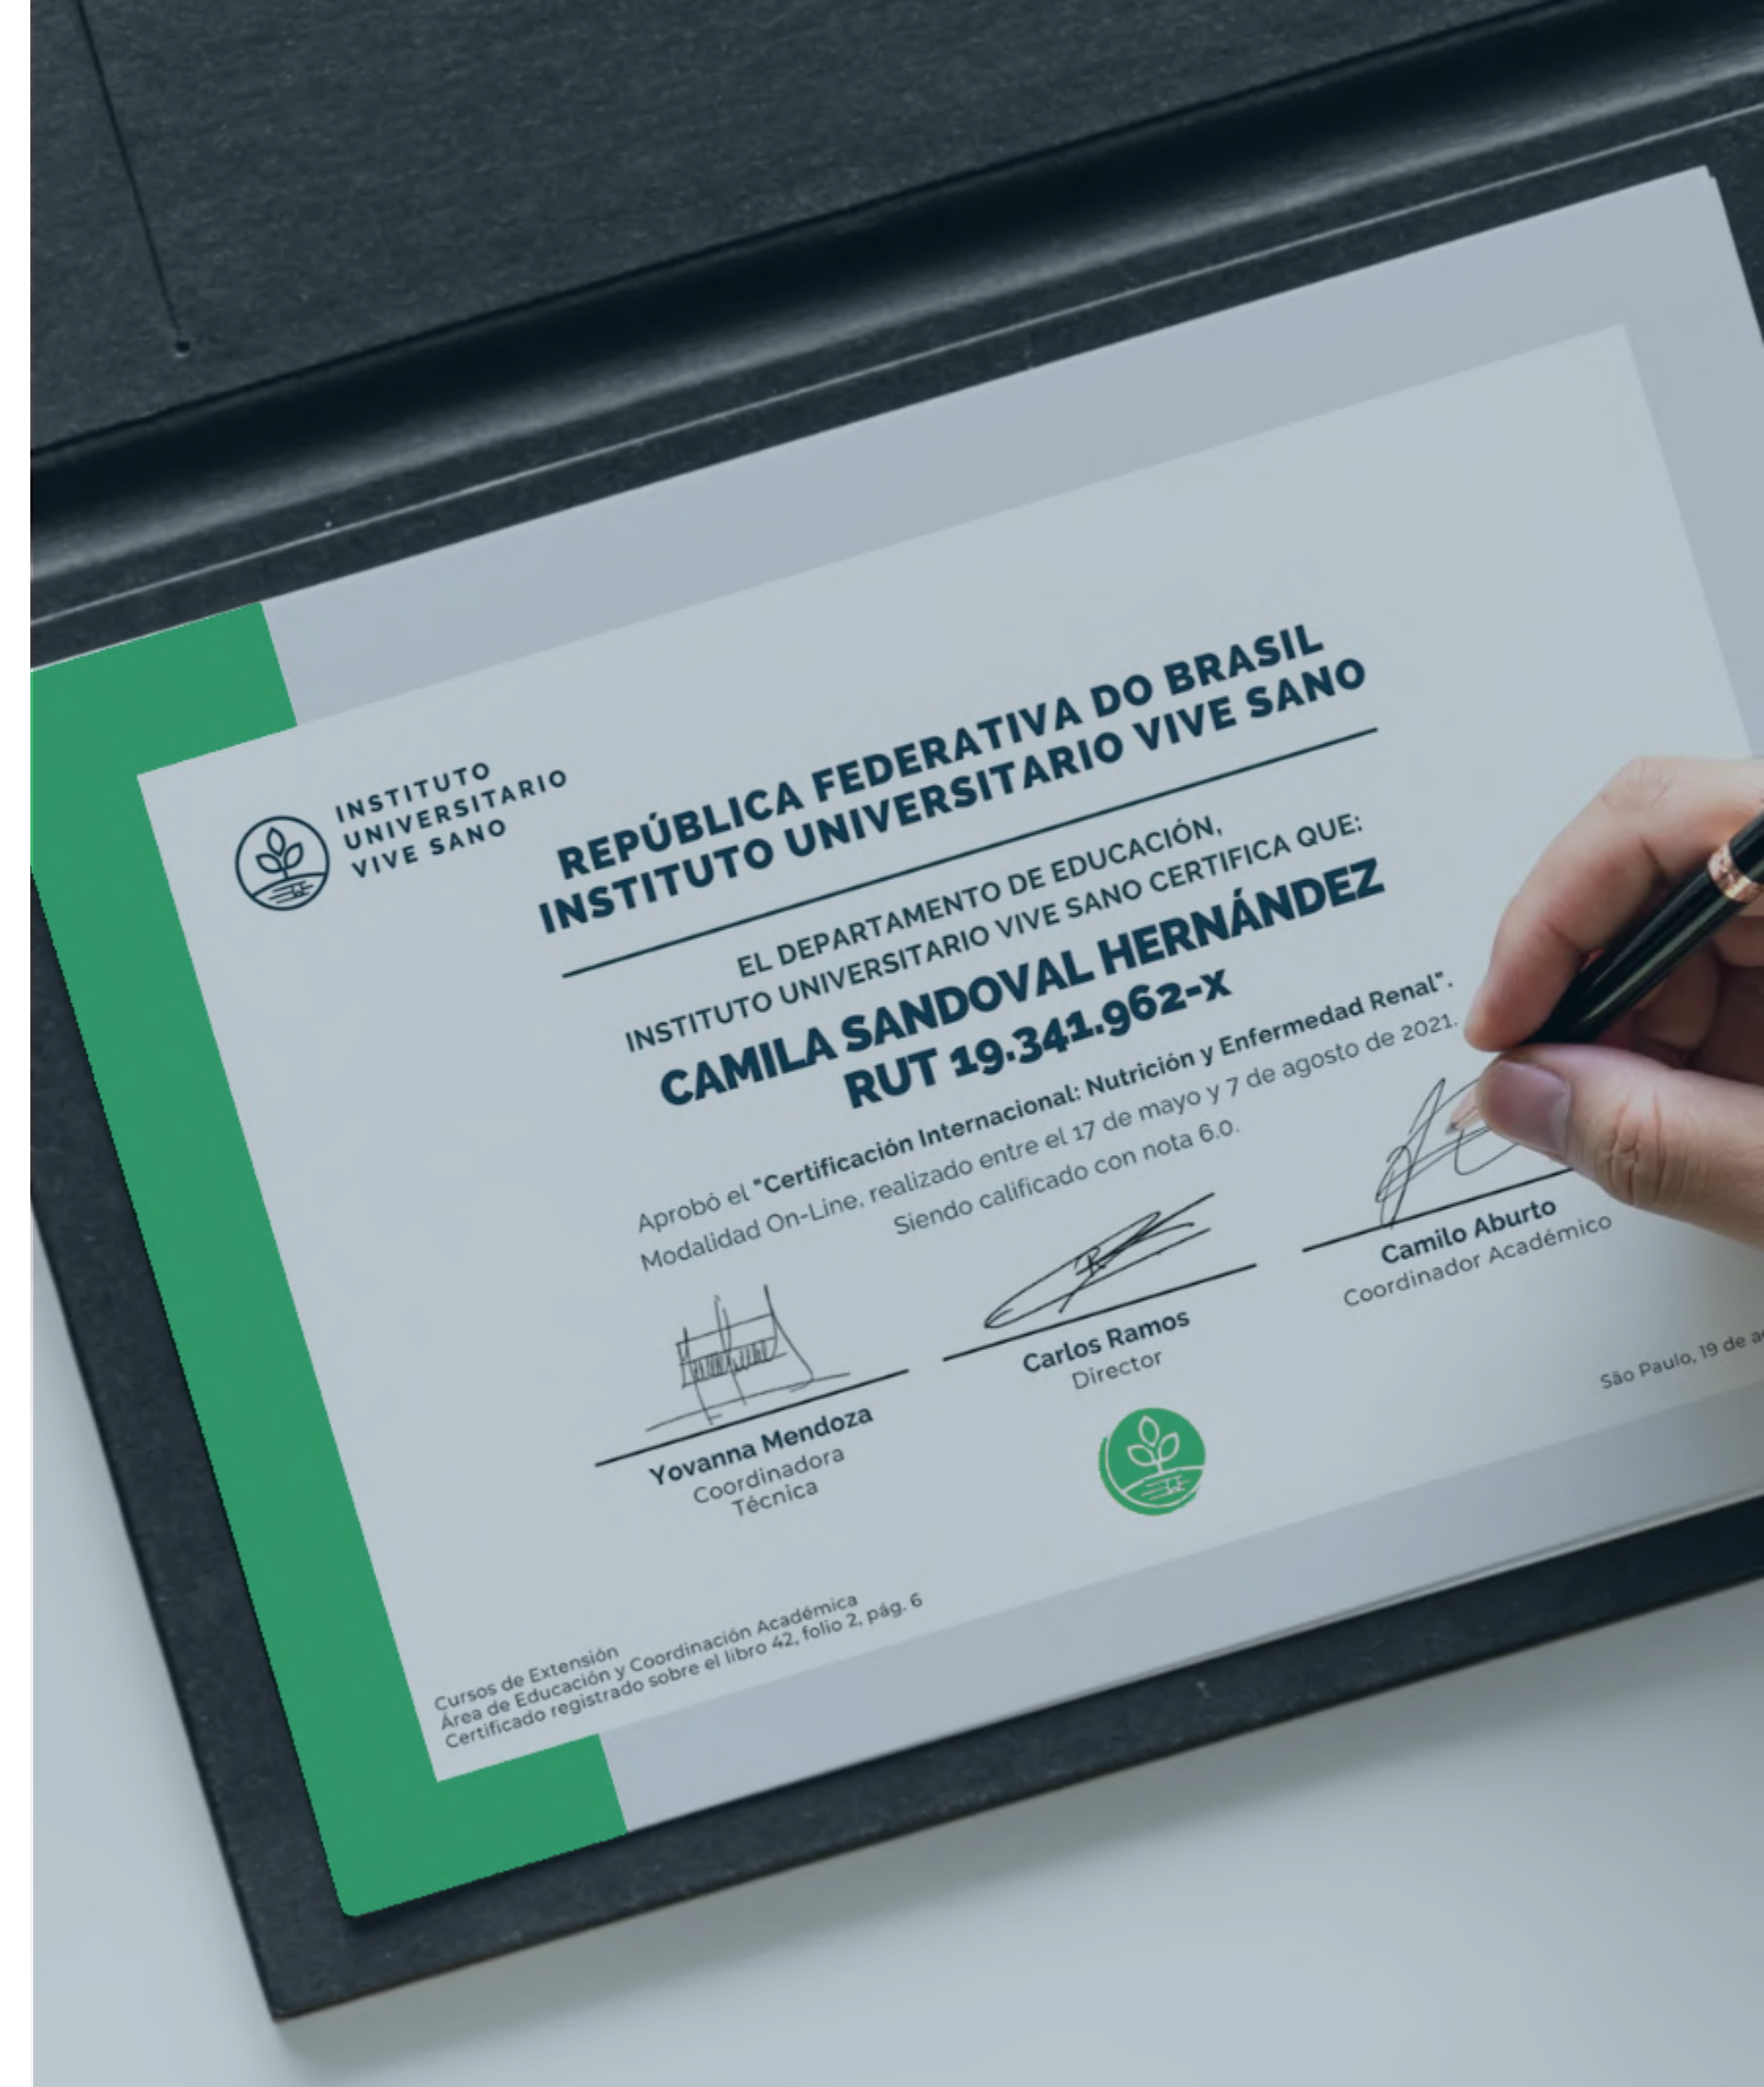 INSTITUTO
UNIVERSITARIO
VIVE SANO
REPÚBLICA FEDERATIVA DO BRASIL
INSTITUTO UNIVERSITARIO VIVE SANO
EL DEPARTAMENTO DE EDUCACIÓN,
INSTITUTO UNIVERSITARIO VIVE SANO CERTIFICA QUE:
CAMILA SANDOVAL HERNÁNDEZ
RUT 19.341.962-X
Aprobó el "Certificación Internacional: Nutrición y Enfermedad Renal".
Modalidad On-Line, realizado entre el 17 de mayo y 7 de agosto de 2021.
Siendo calificado con nota 6.0.
Yovanna Mendoza
Coordinadora
Técnica
Carlos Ramos
Director
Camilo Aburto
Coordinador Académico
São Paulo, 19 de
Cursos de Extensión
Área de Educación y Coordinación Académica
Certificado registrado sobre el libro 42, folio 2, pág. 6